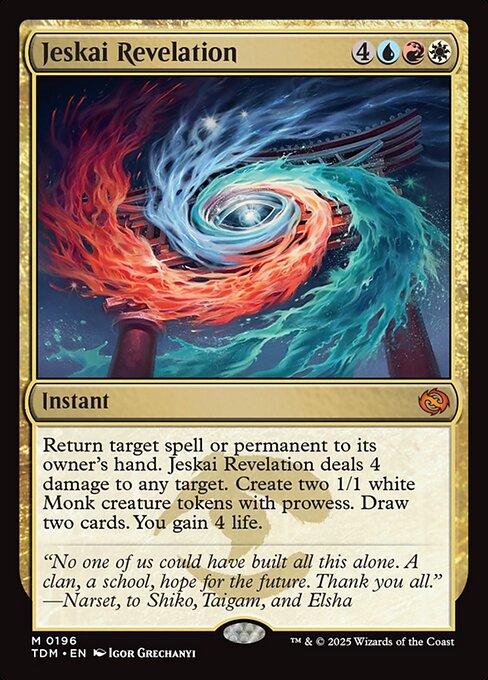 Jeskai Revelation 4
Instant
Return target spell or permanent to its
owner's hand. Jeskai Revelation deals 4
damage to any target. Create two 1/1 white
Monk creature tokens with prowess. Draw
two cards. You gain 4 life.
“No one of us could have built all this alone. A
clan, a school, hope for the future. Thank you all.”
—Narset, to Shiko, Taigam, and Elsha
M 0196
TDM • EN Igor Grechanyi
™ & © 2025 Wizards of the Coast